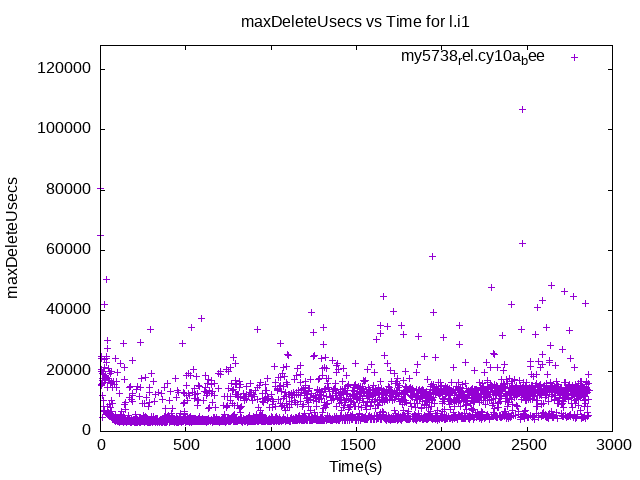 maxDeleteUsecs vs Time for l.i1
my5738rel.cy10abee
120000
100000
80000
60000
40000
20000
0
maxDeleteUsecs
0 500 1000 1500 2000 2500 3000
Time(s)